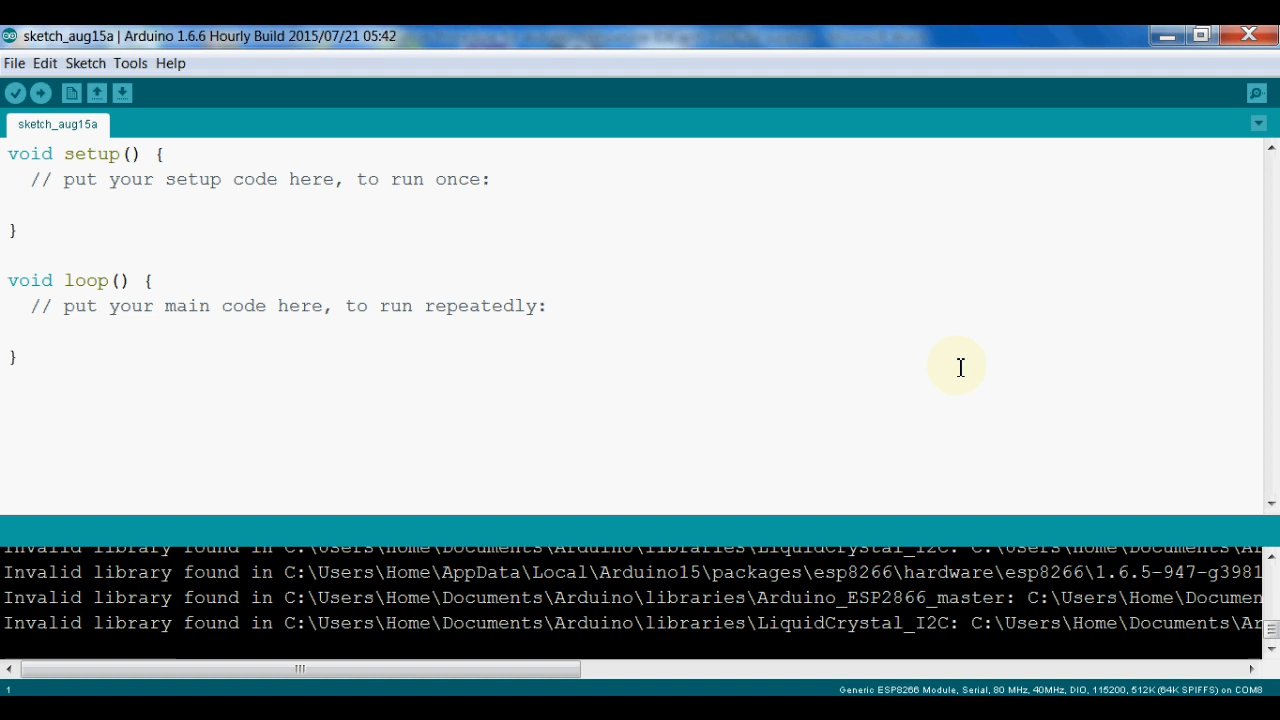 sketch_aug15a | Arduino 1.6.6 Hourly Build 2015/07/21 05:42
File Edit Sketch Tools Help
sketch_aug15a
void setup() {
// put your setup code here, to run once:
}
void loop() {
// put your main code here, to run repeatedly:
}
Invalid library found in C:\Users\Home\Documents\Arduino\libraries\LiquidCrystal_I2C: C:\Users\Home\Documents\Ar
Invalid library found in C:\Users\Home\AppData\Local\Arduino15\packages\esp8266\hardware\esp8266\1.6.5-947-g3981
Invalid library found in C:\Users\Home\Documents\Arduino\libraries\Arduino_ESP2866_master: C:\Users\Home\Documen
Invalid library found in C:\Users\Home\Documents\Arduino\libraries\LiquidCrystal_I2C: C:\Users\Home\Documents\Ar
1
Generic ESP8266 Module, Serial, 80 MHz, 40MHz, DIO, 115200, 512K (64K SPIFFS) on COM8